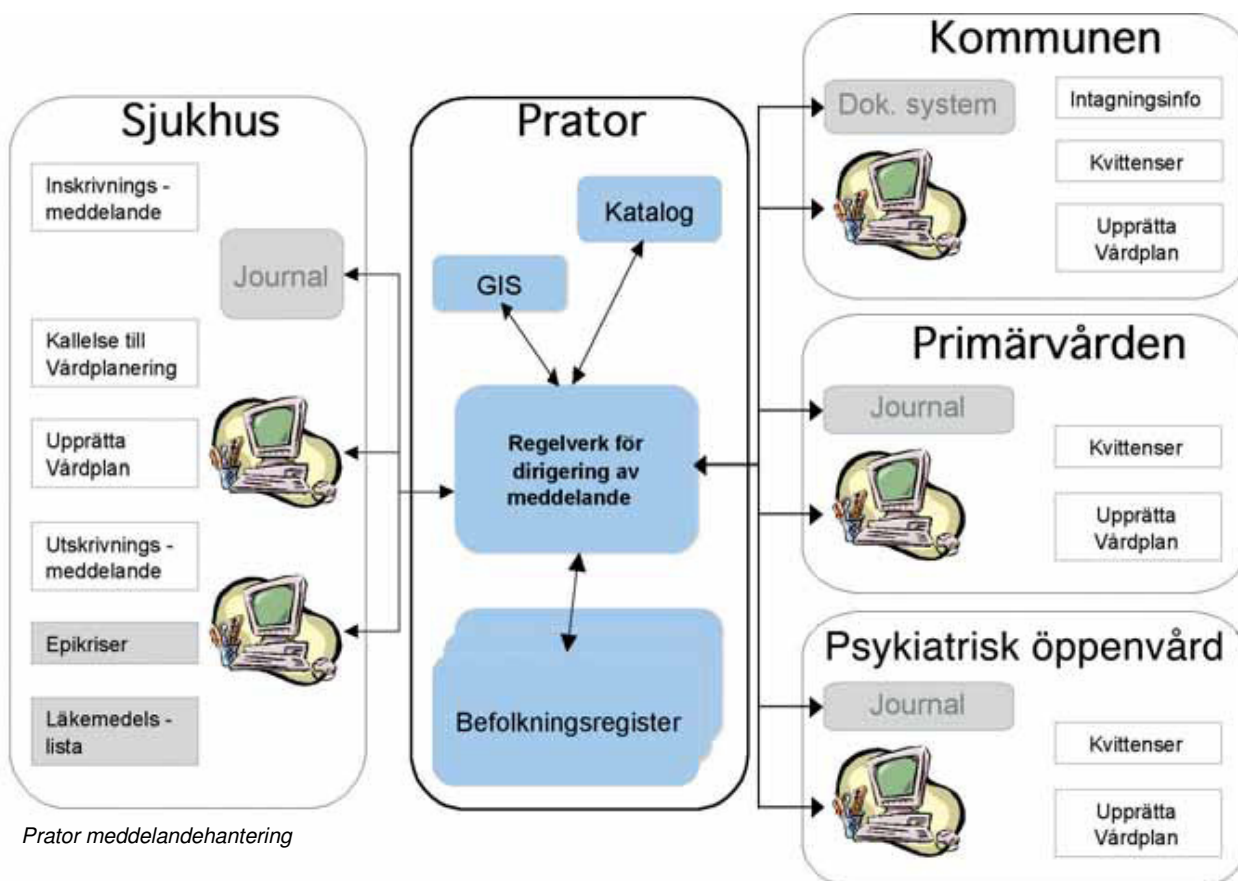 Sjukhus
Inskrivnings -
meddelande
Journal
Kallelse till
Vårdplanering
Upprätta
Vårdplan
Utskrivnings -
meddelande
Epikriser
Läkemedels -
lista
Prator
Katalog
GIS
Regelverk för
dirigering av
meddelande
Befolkningsregister
Kommunen
Dok. system
Intagningsinfo
Kvittenser
Upprätta
Vårdplan
Primärvården
Journal
Kvittenser
Upprätta
Vårdplan
Psykiatrisk öppenvård
Journal
Kvittenser
Upprätta
Vårdplan
Prator meddelandehantering